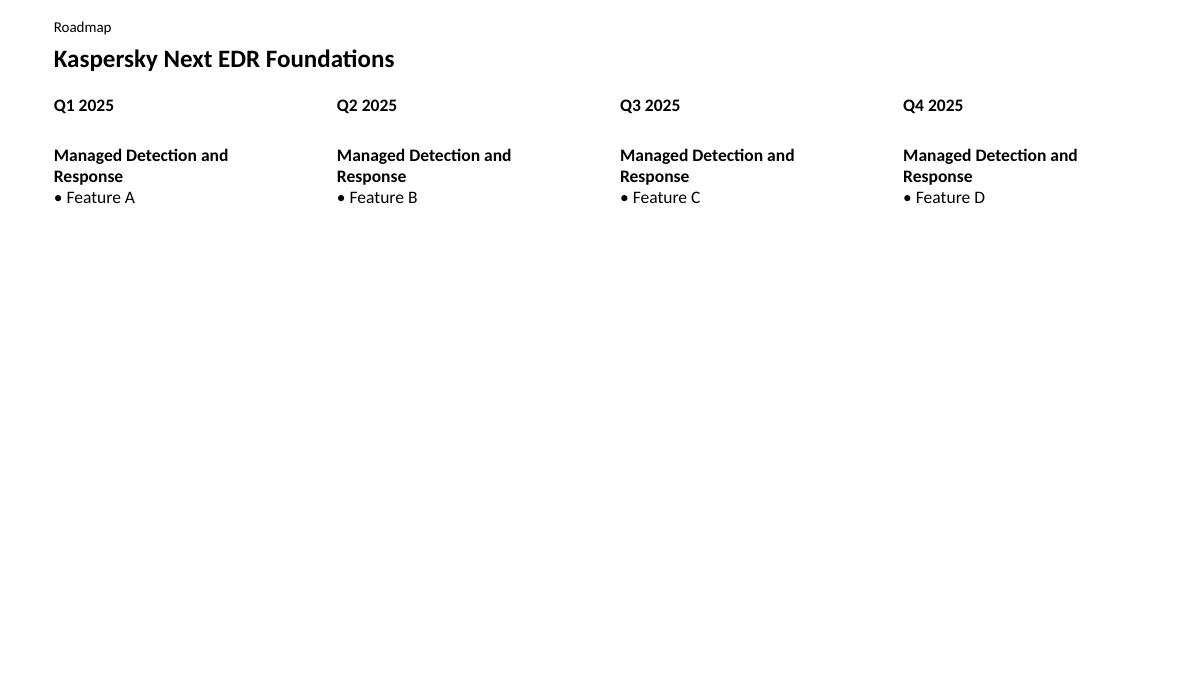 Roadmap
Kaspersky Next EDR Foundations
Q1 2025
Managed Detection and
Response
• Feature A
Q2 2025
Managed Detection and
Response
• Feature B
Q3 2025
Managed Detection and
Response
• Feature C
Q4 2025
Managed Detection and
Response
• Feature D